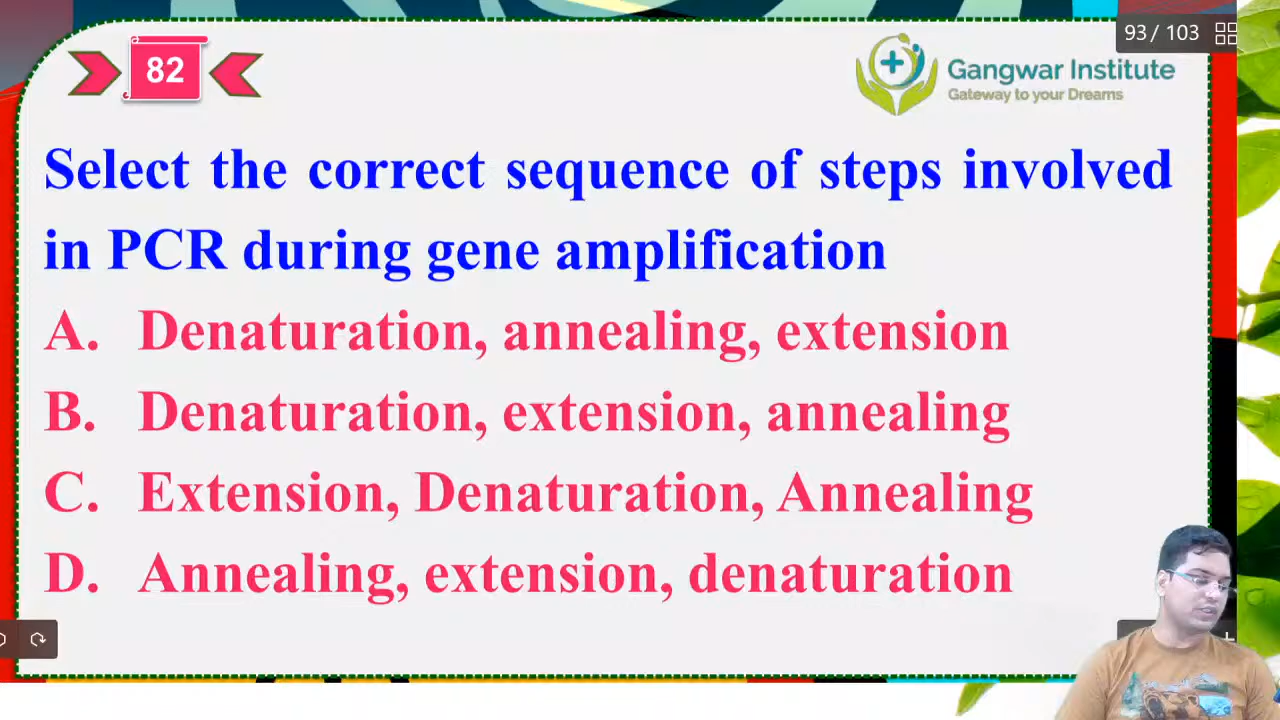 93 / 103
82
Gangwar Institute
Gateway to your Dreams
Select the correct sequence of steps involved
in PCR during gene amplification
A. Denaturation, annealing, extension
B. Denaturation, extension, annealing
C. Extension, Denaturation, Annealing
D. Annealing, extension, denaturation